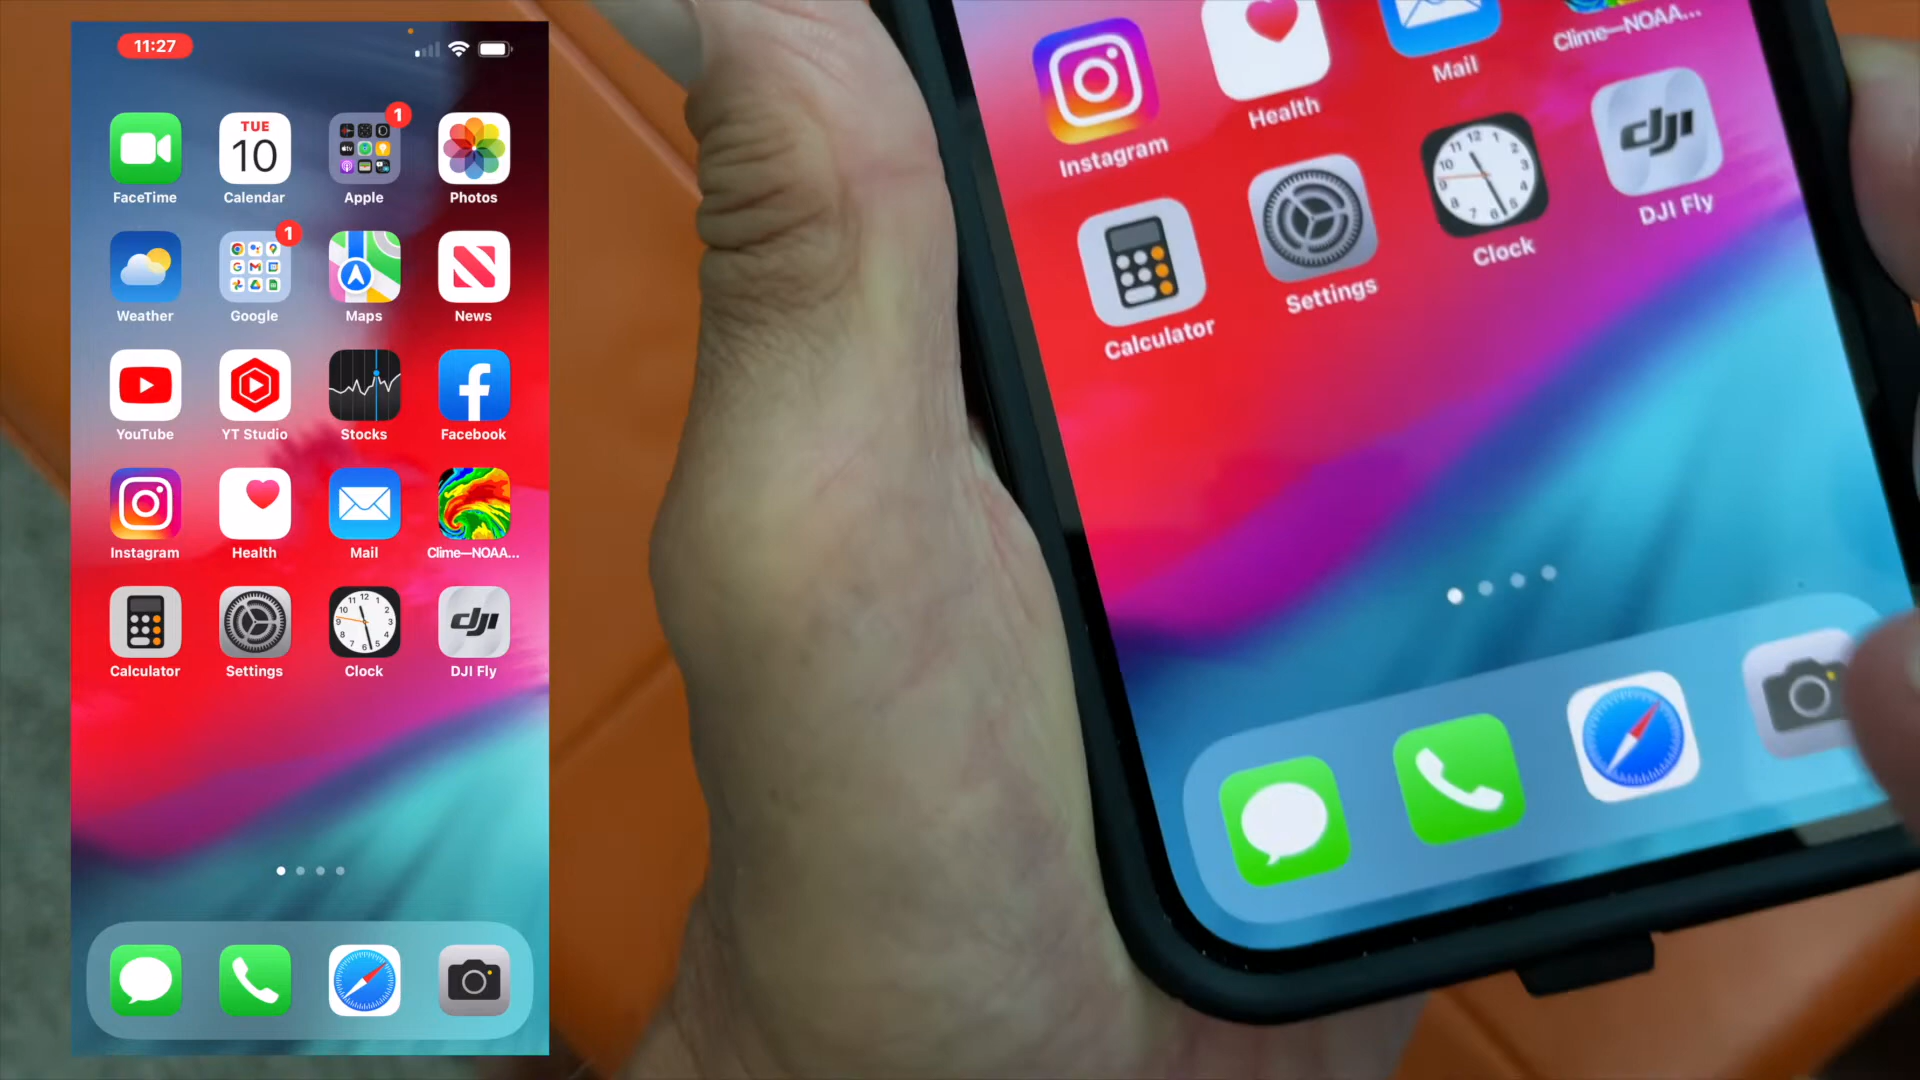 11:27
TUE
10
1
FaceTime
Calendar
Apple
Photos
1
Weather
Google
Maps
News
YouTube
YT Studio
Stocks
Facebook
Instagram
Health
Mail
Clime—NOAA...
dji
Calculator
Settings
Clock
DJI Fly
Instagram
Health
Mail
Clime—NOAA...
dji
Calculator
Settings
Clock
DJI Fly